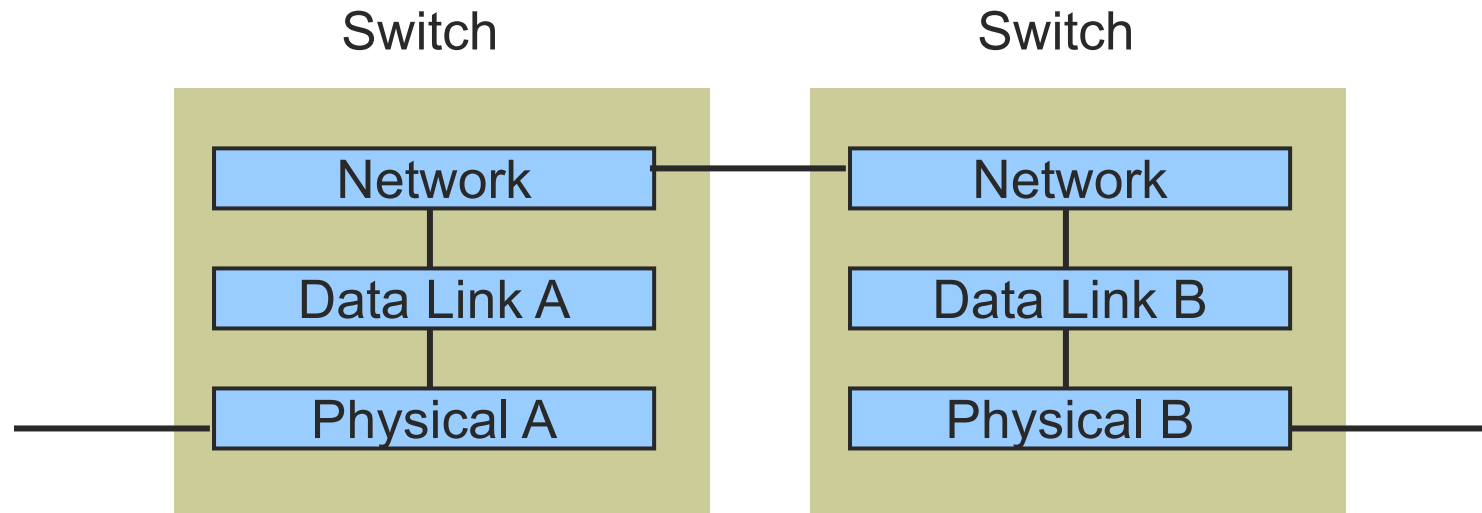 Switch
Switch
Network
Network
Data Link A
Data Link B
Physical A
Physical B